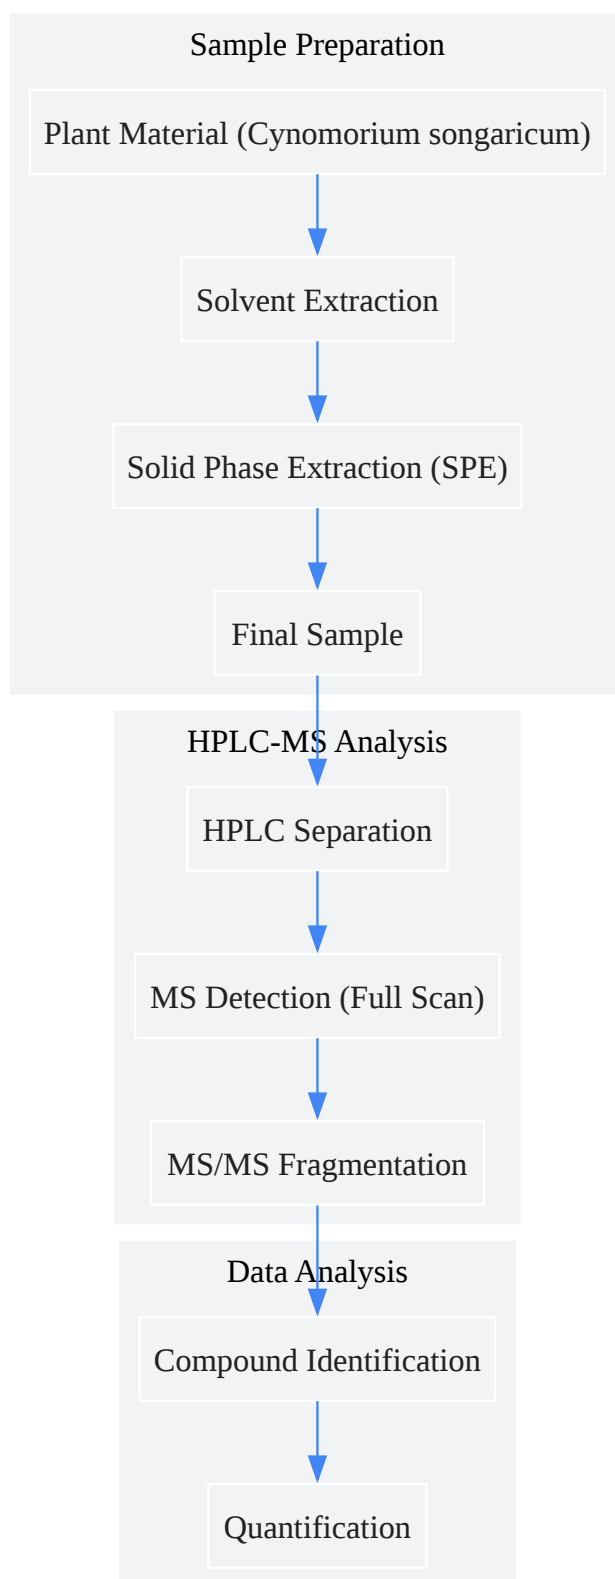 Sample Preparation
Plant Material (Cynomorium songaricum)
Solvent Extraction
Solid Phase Extraction (SPE)
Final Sample
HPLC-MS Analysis
HPLC Separation
MS Detection (Full Scan)
MS/MS Fragmentation
Data Analysis
Compound Identification
Quantification